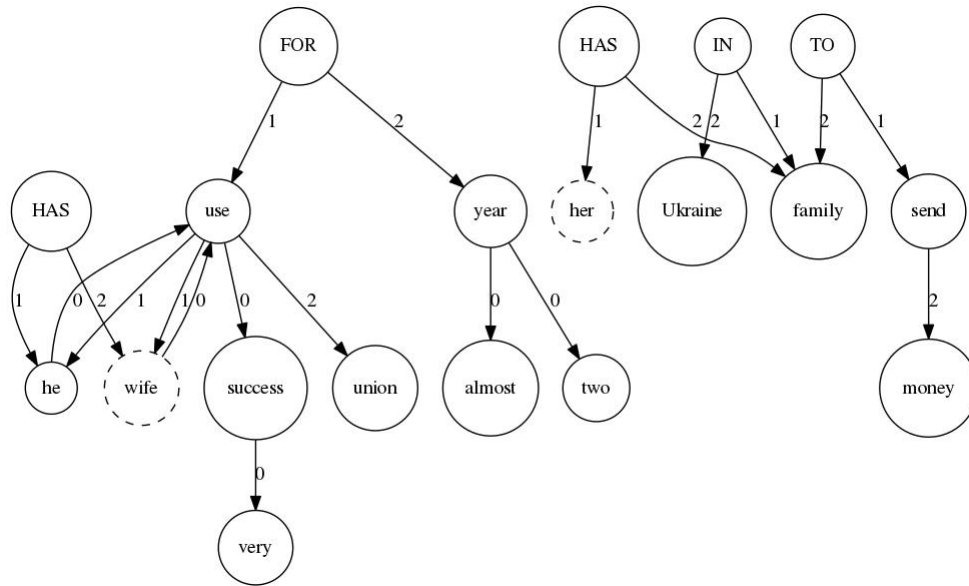 FOR HAS IN TO
1 2 1 2 2 1 2 1
HAS use year her Ukraine family send
1 0 2 1 1 0 0 2 0 0 2
he wife success union almost two money
0
very